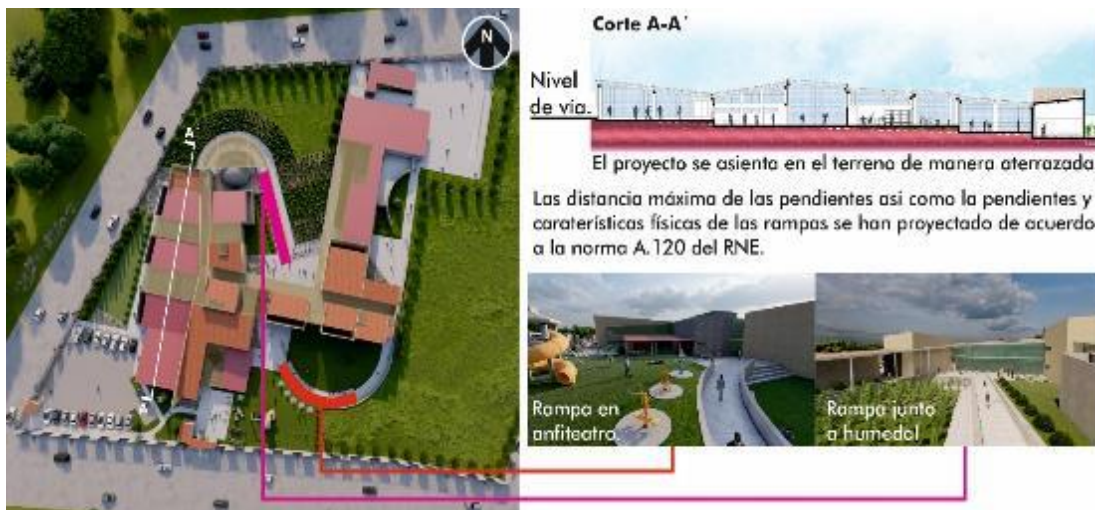 N
A
A'
Corte A-A'
Nivel
de via.
El proyecto se asienta en el terreno de manera aterrazada
Las distancia máxima de las pendientes asi como la pendientes y
caraterísticas físicas de las rampas se han proyectado de acuerdo
a la norma A.120 del RNE.
Rampa en
anfiteatro.
Rampa junto
a humedal